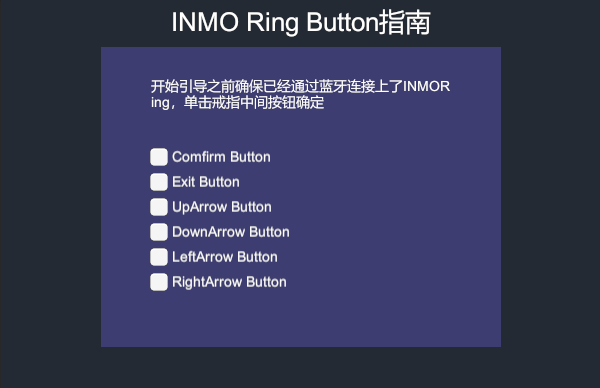 INMO Ring Button指南
开始引导之前确保已经通过蓝牙连接上了INMOR
ing，单击戒指中间按钮确定
Comfirm Button
Exit Button
UpArrow Button
DownArrow Button
LeftArrow Button
RightArrow Button